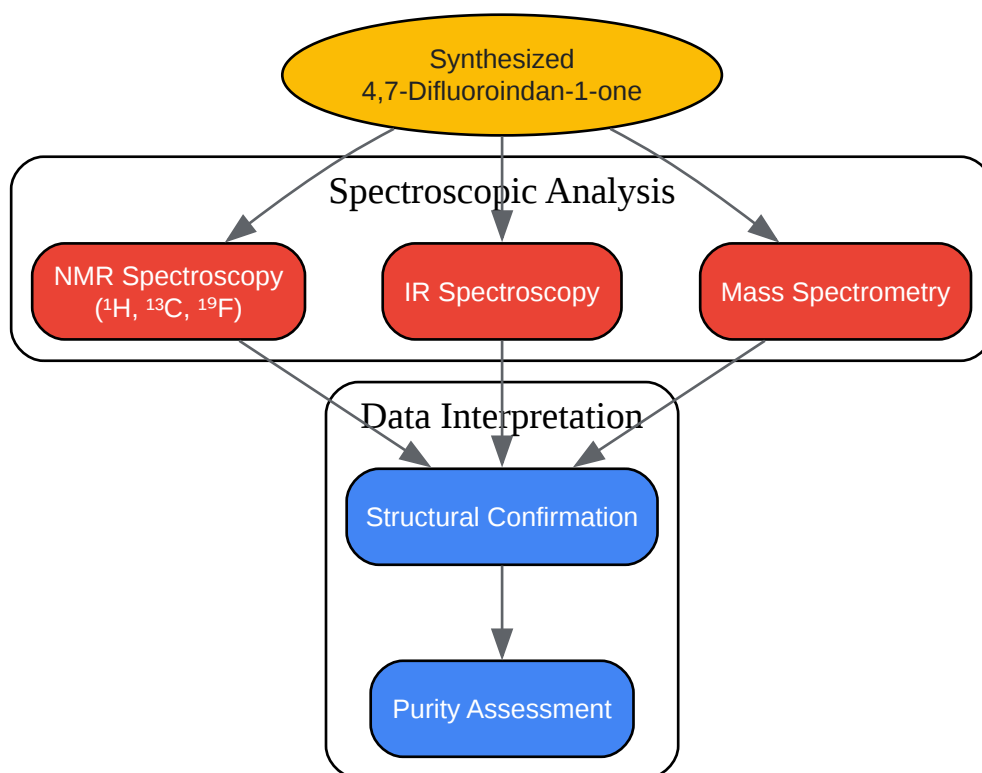 Synthesized
4,7-Difluoroindan-1-one
Spectroscopic Analysis
NMR Spectroscopy
(¹H, ¹³C, ¹⁹F)
IR Spectroscopy
Mass Spectrometry
Data Interpretation
Structural Confirmation
Purity Assessment